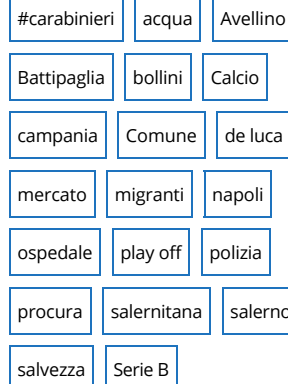 #carabinieri acqua Avellino
Battipaglia bollini Calcio
campania Comune de luca
mercato migranti napoli
ospedale play off polizia
procura salernitana salerno
salvezza Serie B